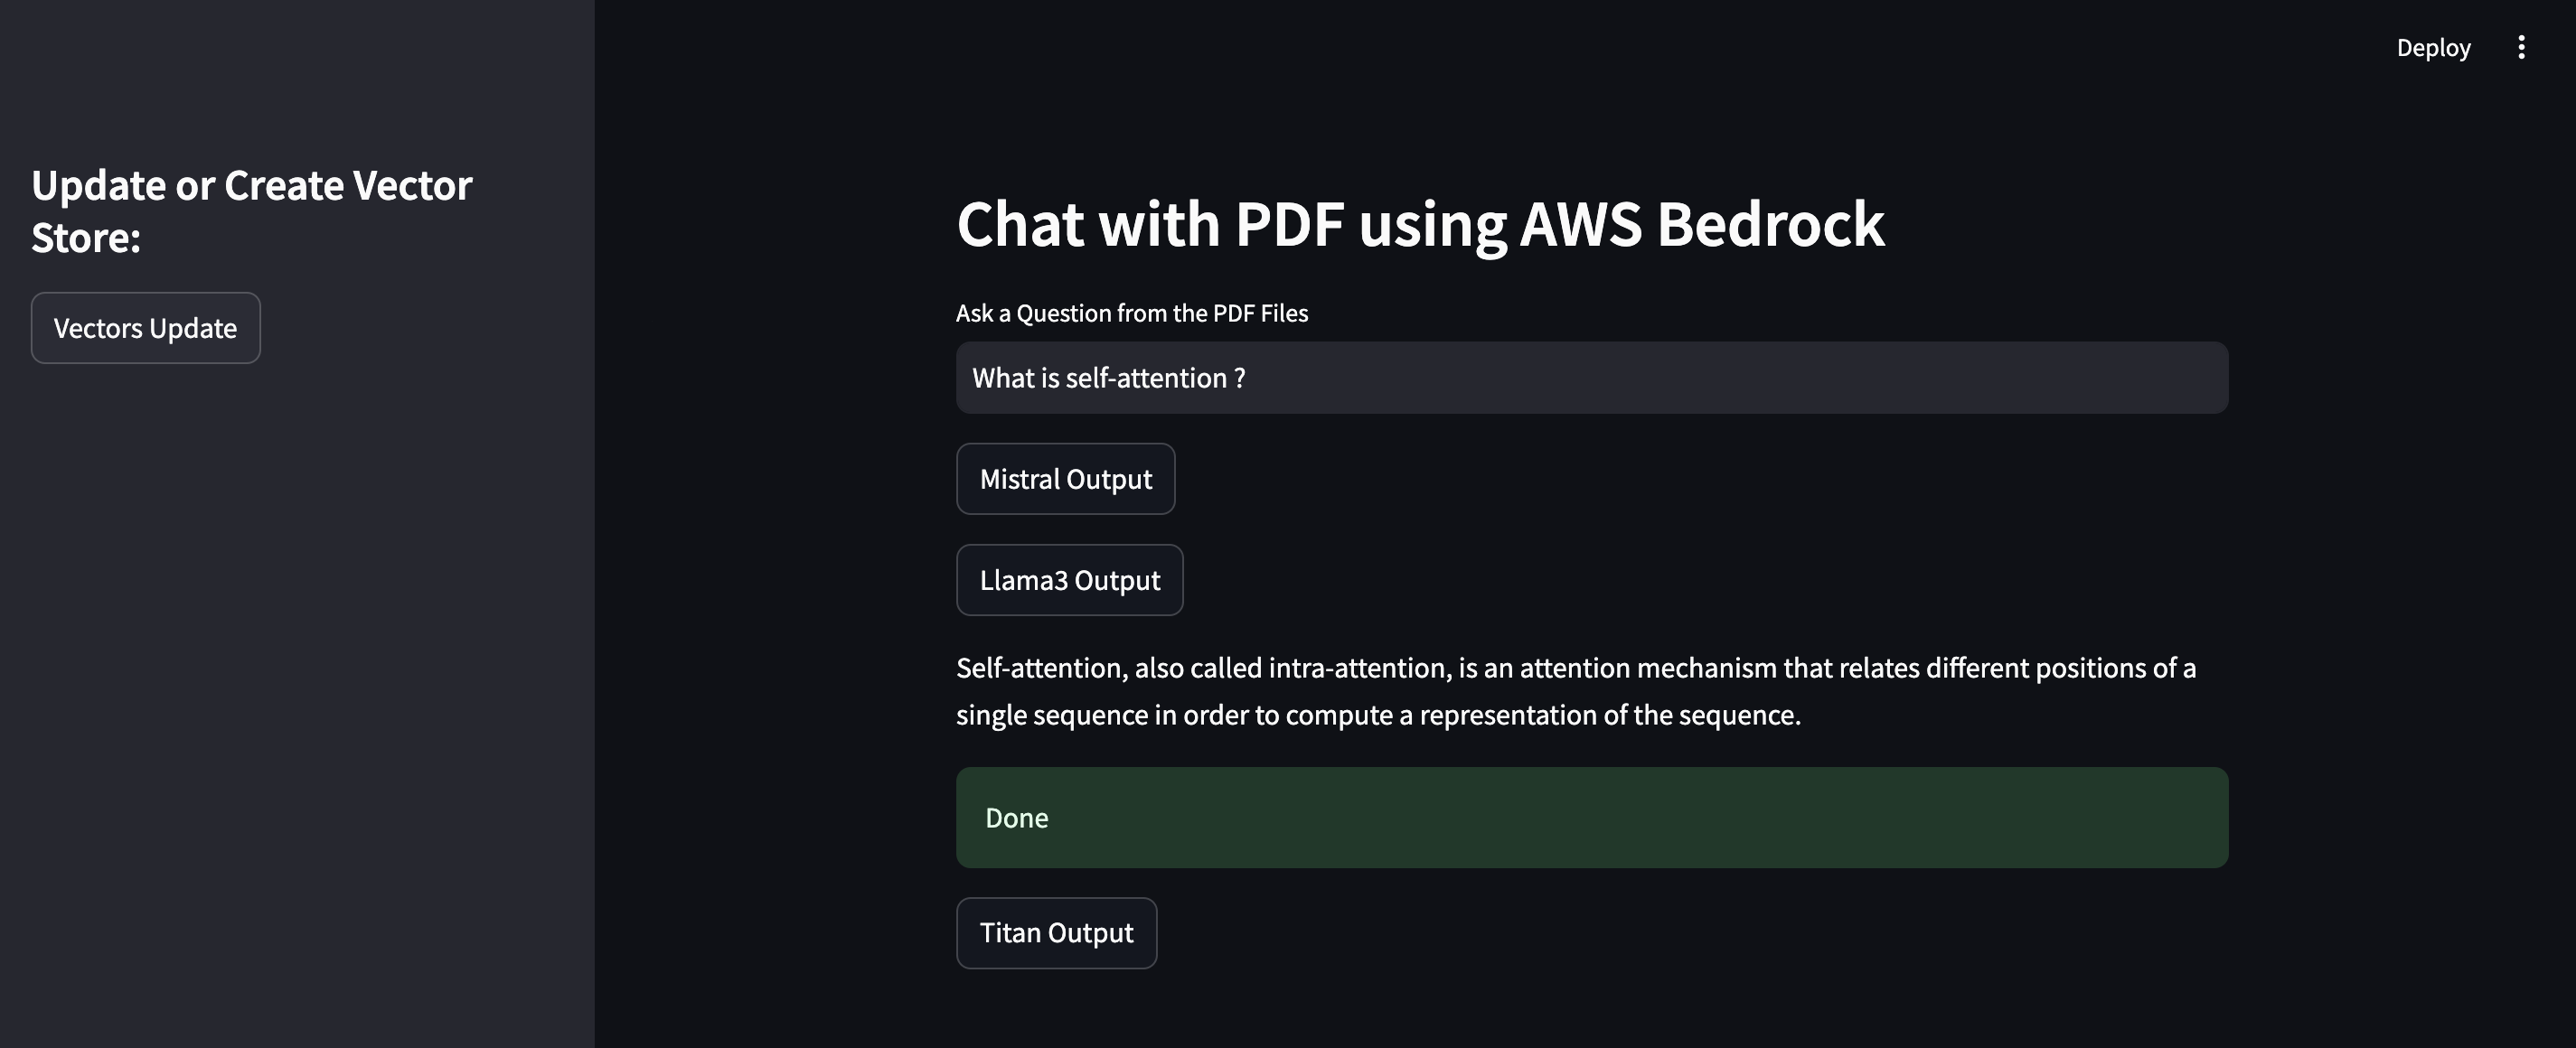 Deploy
Update or Create Vector
Store:
Vectors Update
Chat with PDF using AWS Bedrock
Ask a Question from the PDF Files
What is self-attention ?
Mistral Output
Llama3 Output
Self-attention, also called intra-attention, is an attention mechanism that relates different positions of a
single sequence in order to compute a representation of the sequence.
Done
Titan Output